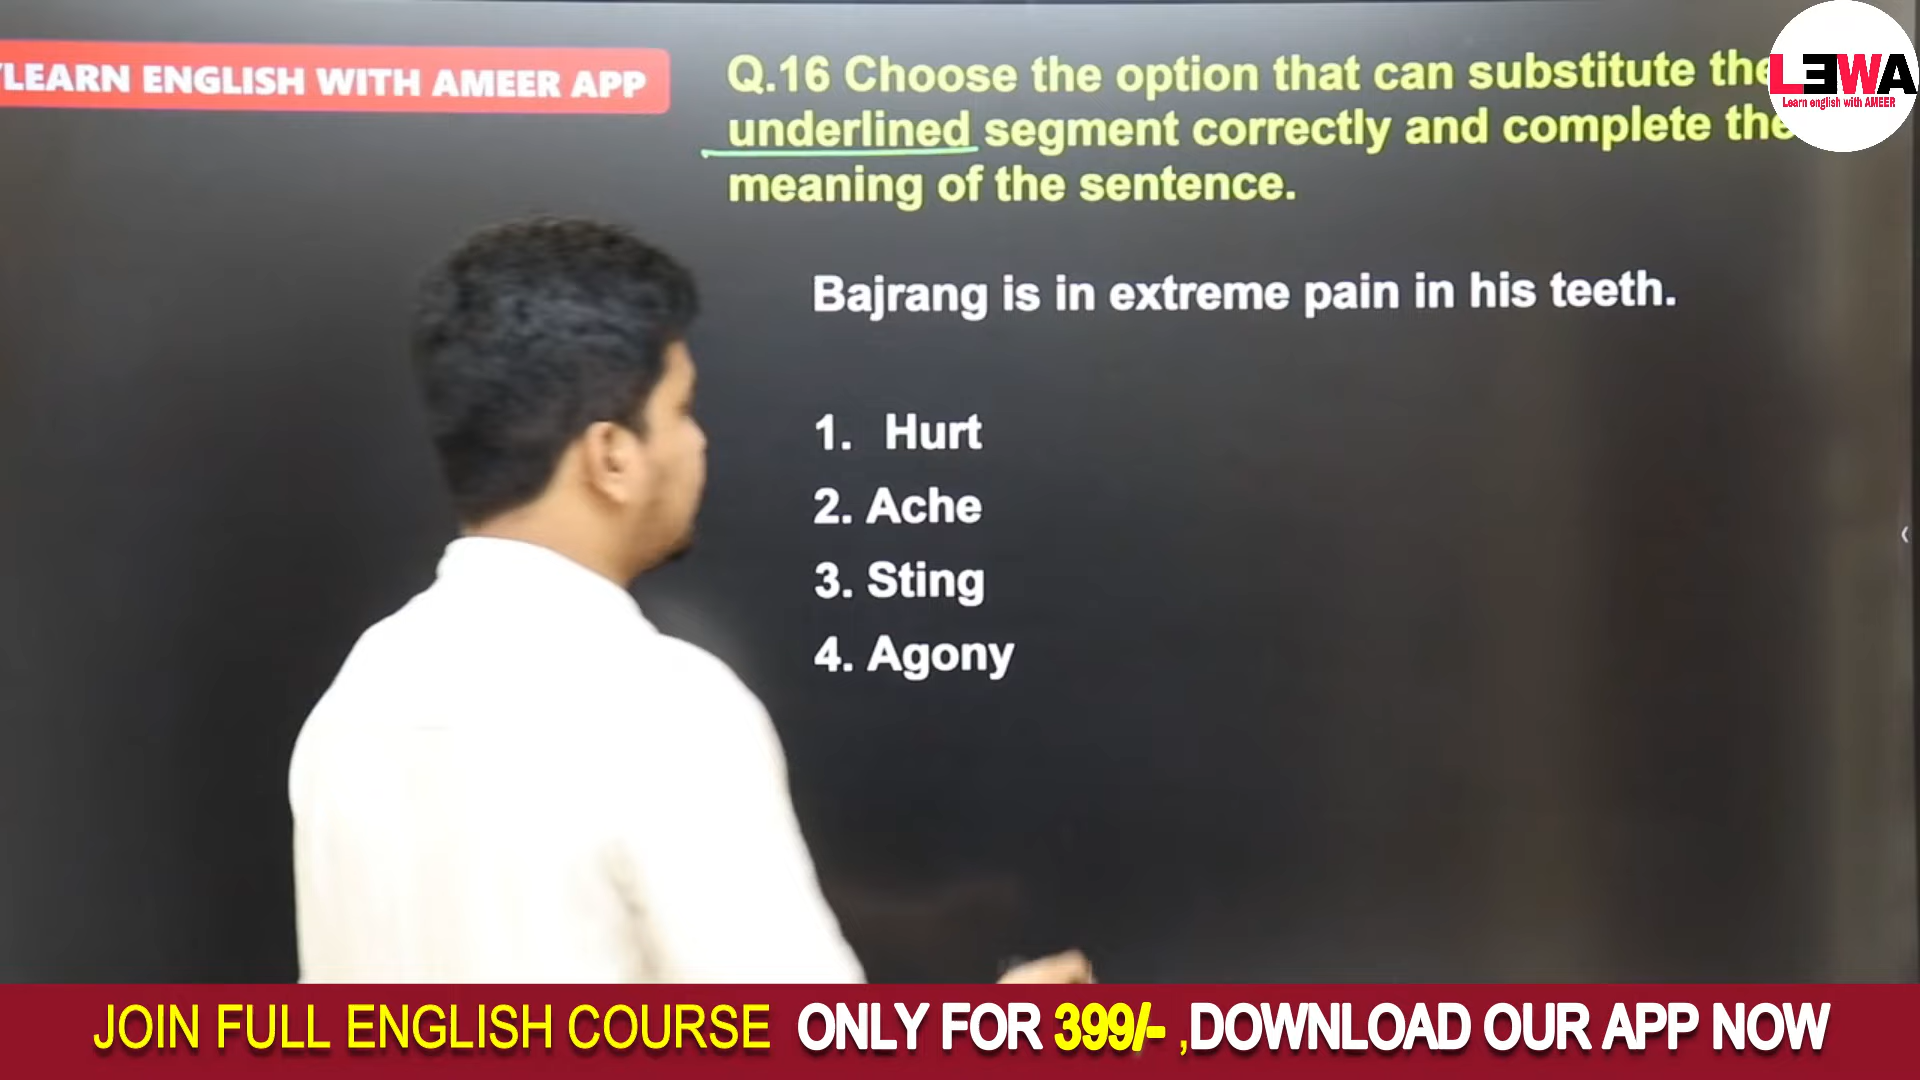 LEARN ENGLISH WITH AMEER APP
Q.16 Choose the option that can substitute the
underlined segment correctly and complete the
meaning of the sentence.
LEWA
Learn english with AMEER
Bajrang is in extreme pain in his teeth.
1. Hurt
2. Ache
3. Sting
4. Agony
JOIN FULL ENGLISH COURSE ONLY FOR 399/- ,DOWNLOAD OUR APP NOW